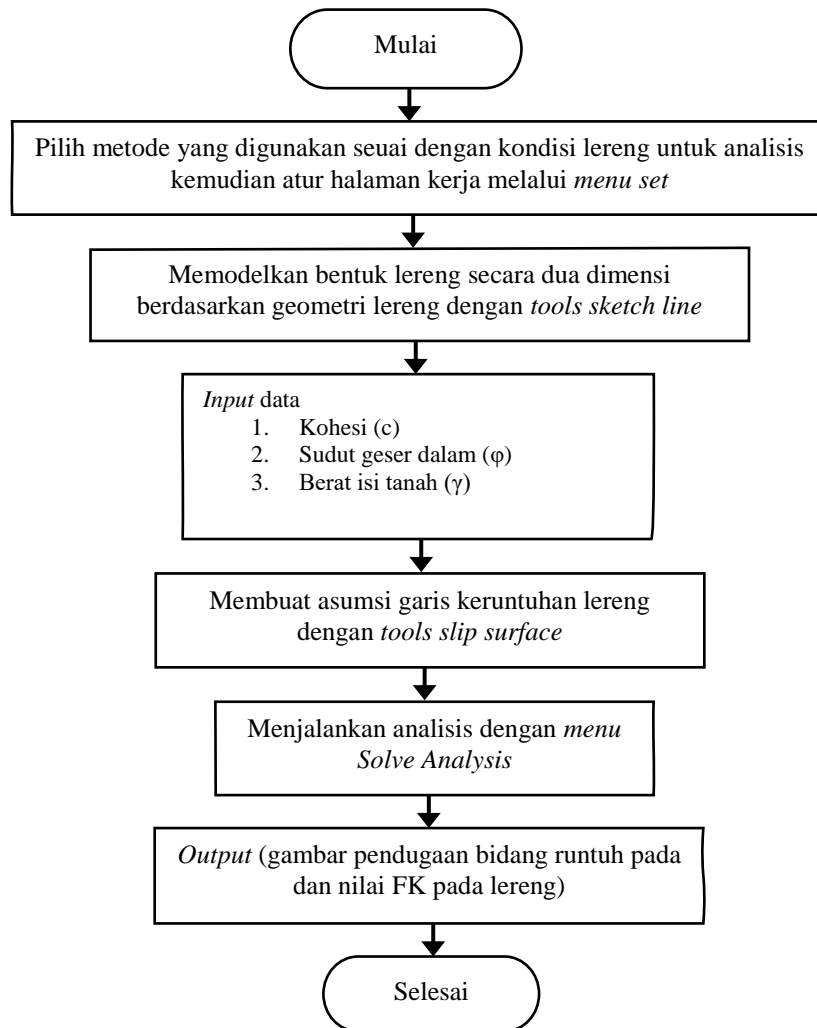 Mulai
Pilih metode yang digunakan seuai dengan kondisi lereng untuk analisis
kemudian atur halaman kerja melalui menu set
Memodelkan bentuk lereng secara dua dimensi
berdasarkan geometri lereng dengan tools sketch line
Input data
1. Kohesi (c)
2. Sudut geser dalam (φ)
3. Berat isi tanah (γ)
Membuat asumsi garis keruntuhan lereng
dengan tools slip surface
Menjalankan analisis dengan menu
Solve Analysis
Output (gambar pendugaan bidang runtuh pada
dan nilai FK pada lereng)
Selesai